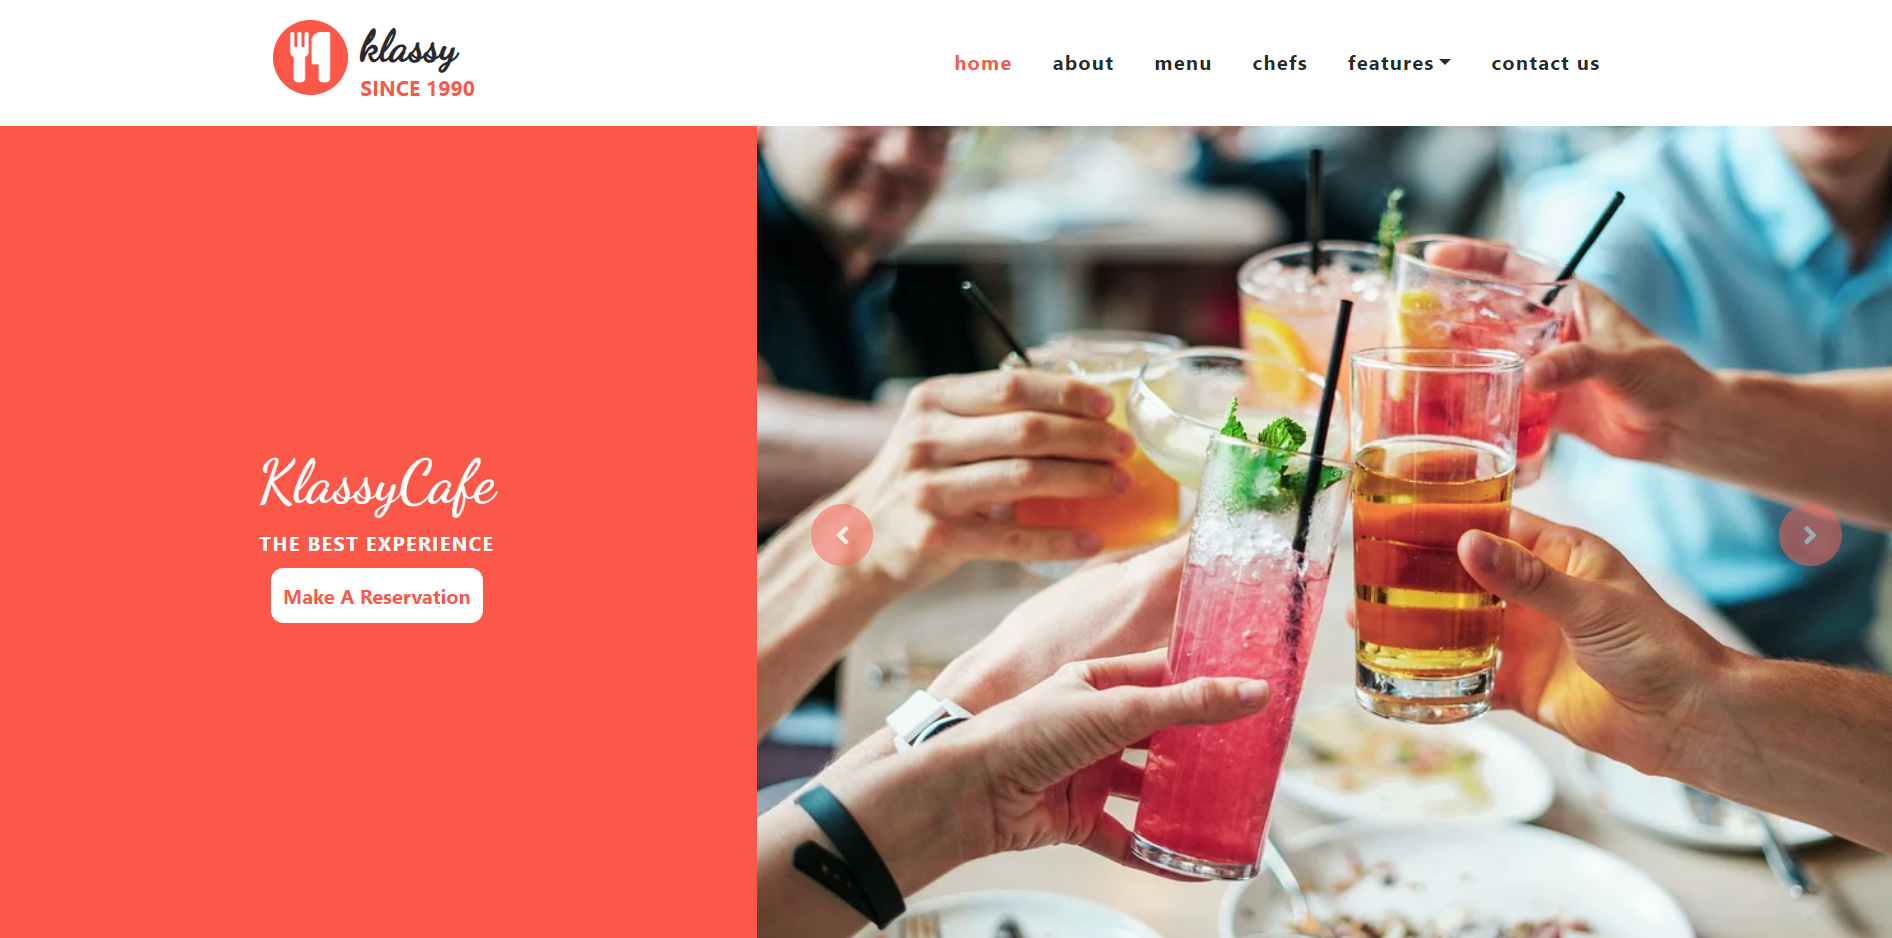 klassy
SINCE 1990
home about menu chefs features contact us
KlassyCafe
THE BEST EXPERIENCE
Make A Reservation